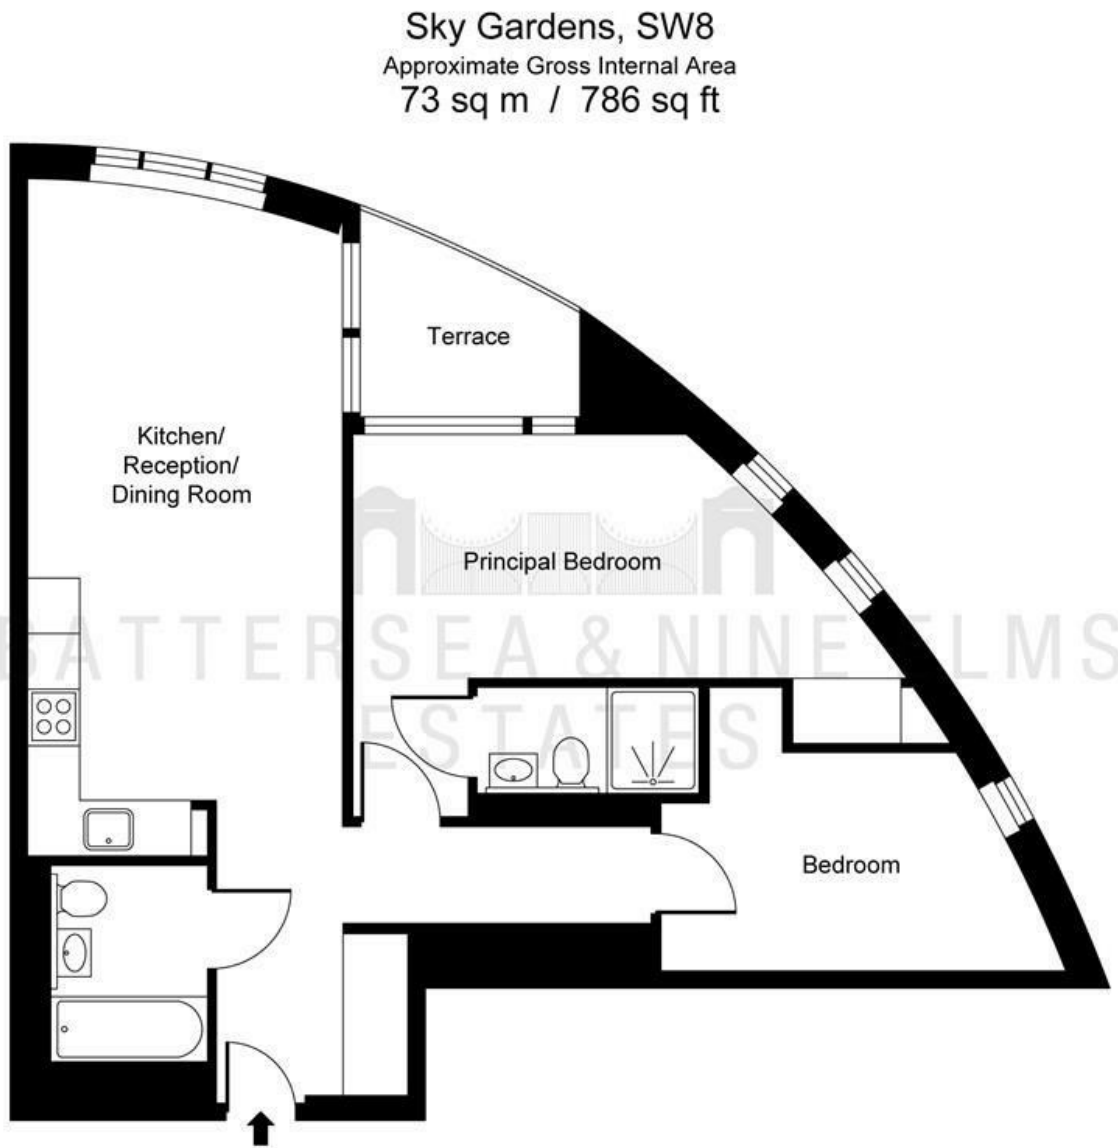 Sky Gardens, SW8
Approximate Gross Internal Area
73 sq m / 786 sq ft
Terrace
Kitchen/
Reception/
Dining Room
Principal Bedroom
BATTERSEA & NINE ELMS
ESTATES
Bedroom